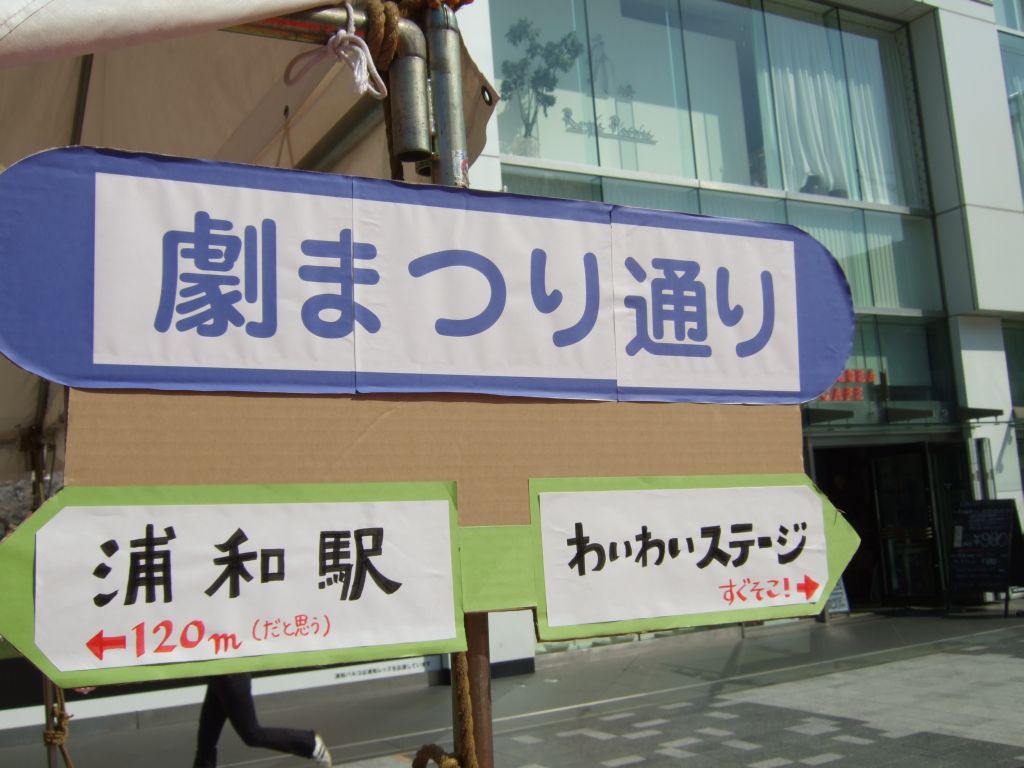 劇まつり通り
浦和駅
←120m(だと思う)
わいわいステージ
すぐそこ!→